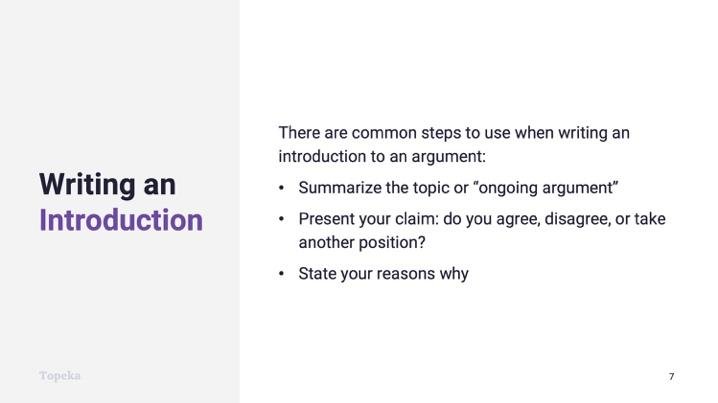 Writing an
Introduction
There are common steps to use when writing an
introduction to an argument:
• Summarize the topic or “ongoing argument”
• Present your claim: do you agree, disagree, or take
another position?
• State your reasons why
Topeka
7